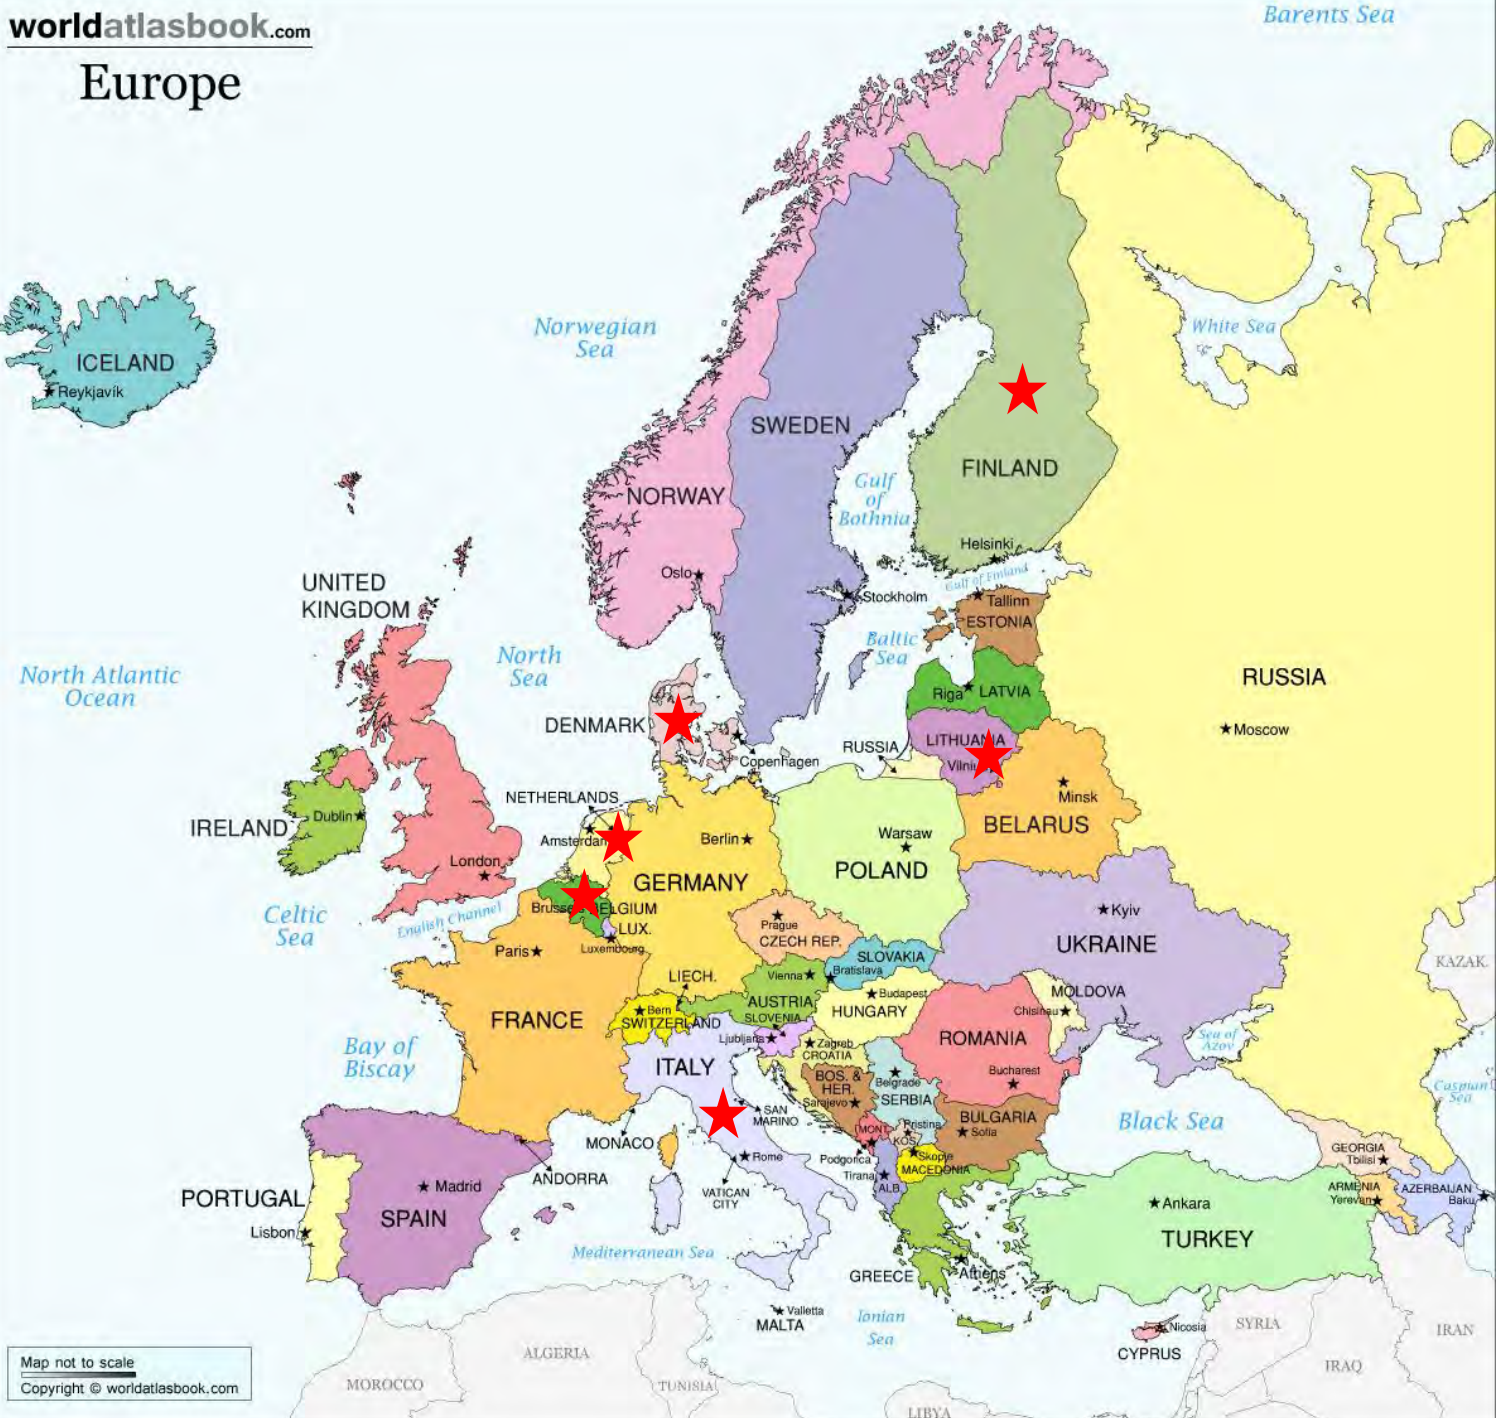 worldatlasbook.com
Europe
Barents Sea
Norwegian
Sea
White Sea
ICELAND
Reykjavík
SWEDEN
FINLAND
NORWAY
Gulf
of
Bothnia
Helsinki
Gulf of Finland
Oslo
Stockholm
Tallinn
ESTONIA
UNITED
KINGDOM
North
Sea
Baltic
Sea
North Atlantic
Ocean
RUSSIA
Riga
LATVIA
Moscow
DENMARK
LITHUANIA
RUSSIA
Copenhagen
Minsk
NETHERLANDS
BELARUS
IRELAND
Dublin
Berlin
Warsaw
POLAND
London
GERMANY
English Channel
Celtic
Sea
LUX.
Luxembourg
Paris
Prague
CZECH REP.
Kyiv
UKRAINE
SLOVAKIA
Bratislava
KAZAK.
LIECH.
Vienna
AUSTRIA
Budapest
HUNGARY
MOLDOVA
Chisinau
FRANCE
Bern
SWITZERLAND
SLOVENIA
Ljubljana
Zagreb
CROATIA
ROMANIA
Sea of
Azov
Bay of
Biscay
ITALY
BOS. &
HER.
Sarajevo
Belgrade
SERBIA
Bucharest
Caspian
Sea
SAN
MARINO
MONACO
BULGARIA
Sofia
Black Sea
MONT.
Pristina
KOS.
Podgorica
Skopje
MACEDONIA
Tirana
ALB.
GEORGIA
Tbilisi
Rome
VATICAN
CITY
ANDORRA
Madrid
SPAIN
PORTUGAL
Lisbon
Ankara
TURKEY
ARMENIA
Yerevan
AZERBAIJAN
Baku
Mediterranean Sea
GREECE
Athens
Valletta
MALTA
Ionian
Sea
Nicosia
CYPRUS
SYRIA
IRAN
IRAQ
ALGERIA
MOROCCO
TUNISIA
LIBYA
Map not to scale
Copyright © worldatlasbook.com